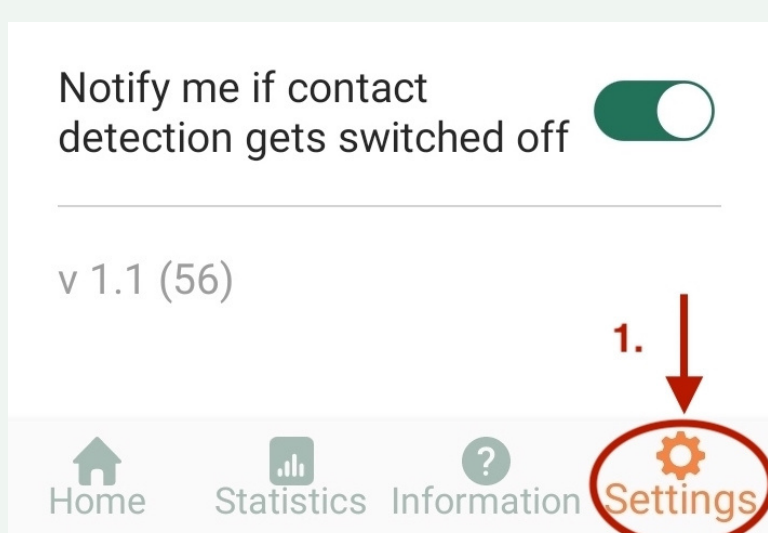 Notify me if contact
detection gets switched off
v 1.1 (56)
1.
Home Statistics Information Settings